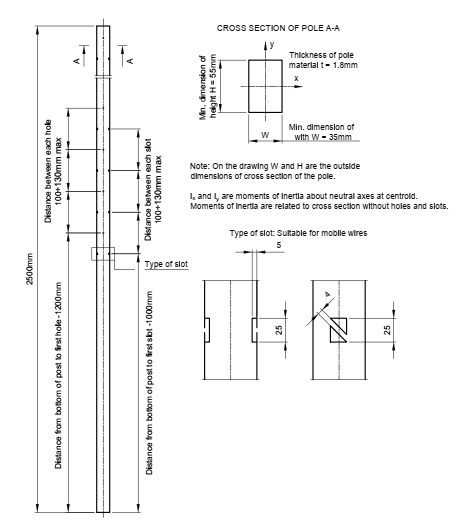 CROSS SECTION OF POLE A-A
A
A
y
x
W
Thickness of pole
material t = 1.8mm
Min. dimension of
height H = 55mm
Min. dimension of
with W = 35mm
Note: On the drawing W and H are the outside
dimensions of cross section of the pole.
Iₓ and Iᵧ are moments of inertia about neutral axes at centroid.
Moments of inertia are related to cross section without holes and slots.
Type of slot: Suitable for mobile wires
5
25
4
25
Distance between each hole
100÷130mm max
Distance between each slot
100÷130mm max
Type of slot
2500mm
Distance from bottom of post to first hole -1200mm
Distance from bottom of post to first slot -1000mm